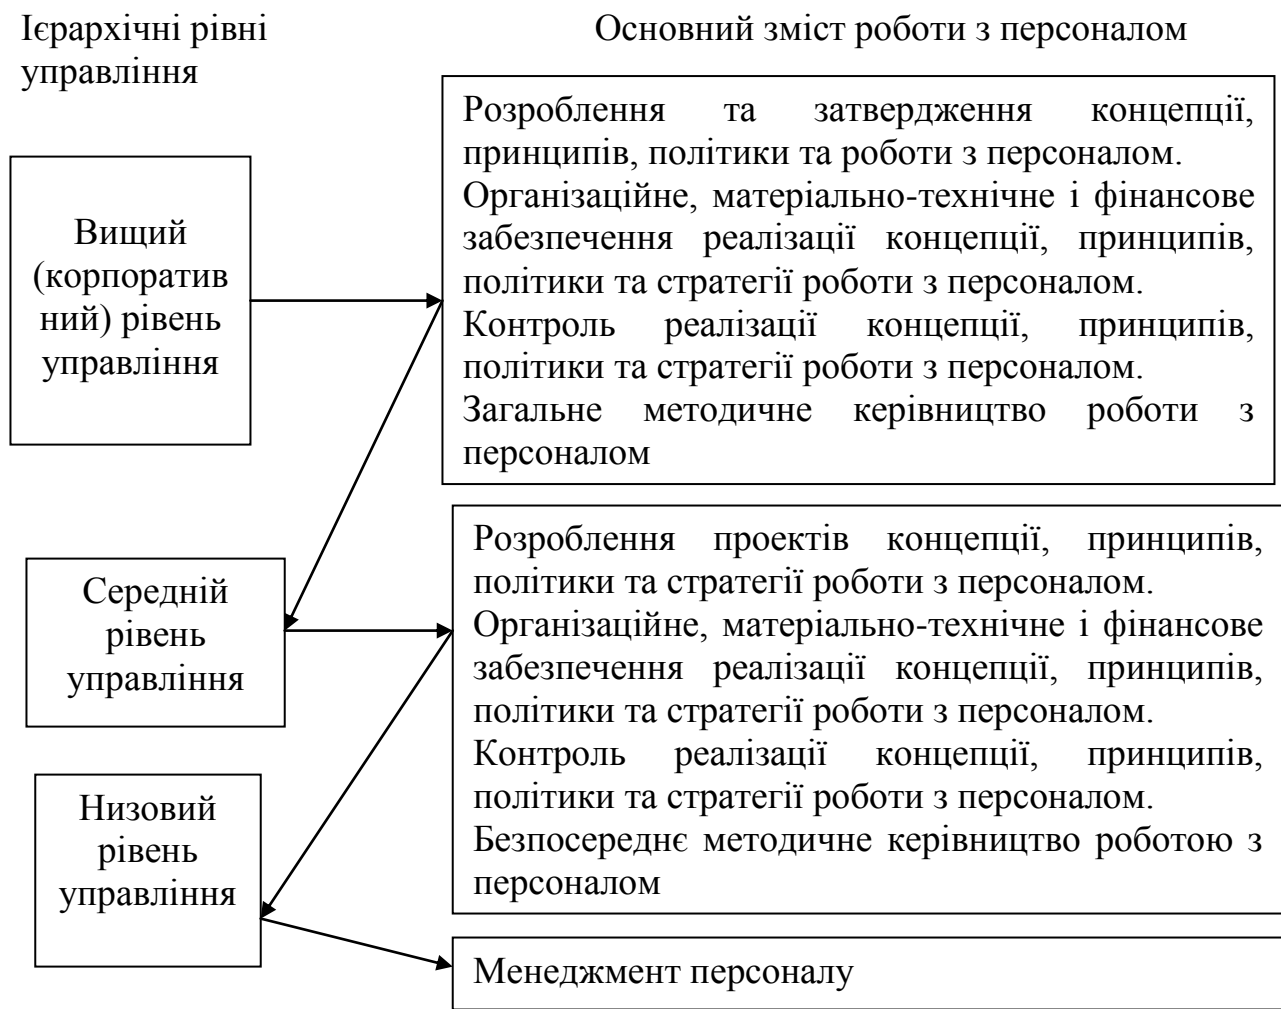 Ієрархічні рівні
управління
Основний зміст роботи з персоналом
Вищий
(корпоратив
ний) рівень
управління
Розроблення та затвердження концепції,
принципів, політики та роботи з персоналом.
Організаційне, матеріально-технічне і фінансове
забезпечення реалізації концепції, принципів,
політики та стратегії роботи з персоналом.
Контроль реалізації концепції, принципів,
політики та стратегії роботи з персоналом.
Загальне методичне керівництво роботи з
персоналом
Середній
рівень
управління
Розроблення проектів концепції, принципів,
політики та стратегії роботи з персоналом.
Організаційне, матеріально-технічне і фінансове
забезпечення реалізації концепції, принципів,
політики та стратегії роботи з персоналом.
Контроль реалізації концепції, принципів,
політики та стратегії роботи з персоналом.
Безпосереднє методичне керівництво роботою з
персоналом
Низовий
рівень
управління
Менеджмент персоналу